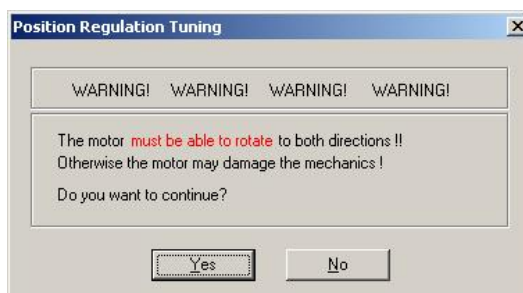 Position Regulation Tuning
WARNING! WARNING! WARNING! WARNING!
The motor must be able to rotate to both directions !!
Otherwise the motor may damage the mechanics !
Do you want to continue?
Yes No